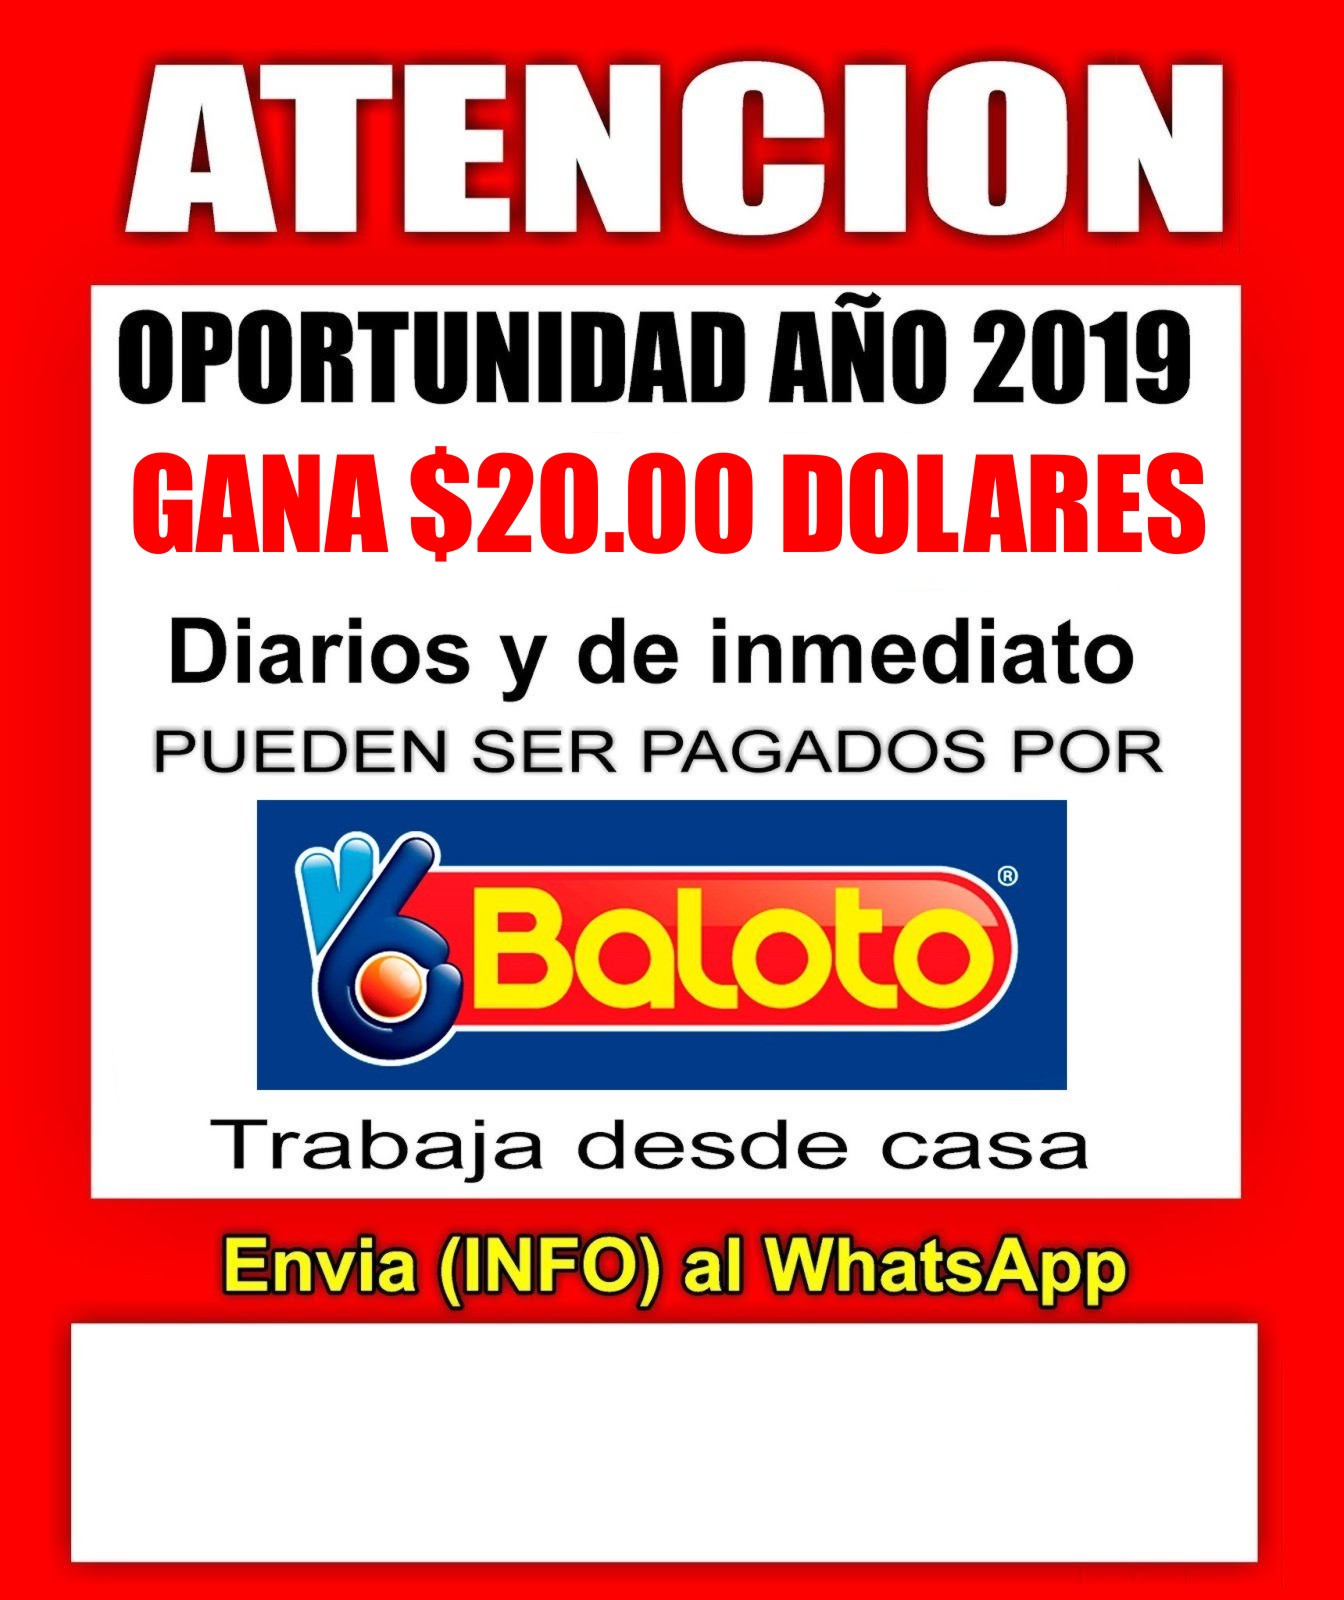 ATENCION
OPORTUNIDAD AÑO 2019
GANA $20.00 DOLARES
Diarios y de inmediato
PUEDEN SER PAGADOS POR
Baloto®
Trabaja desde casa
Envia (INFO) al WhatsApp